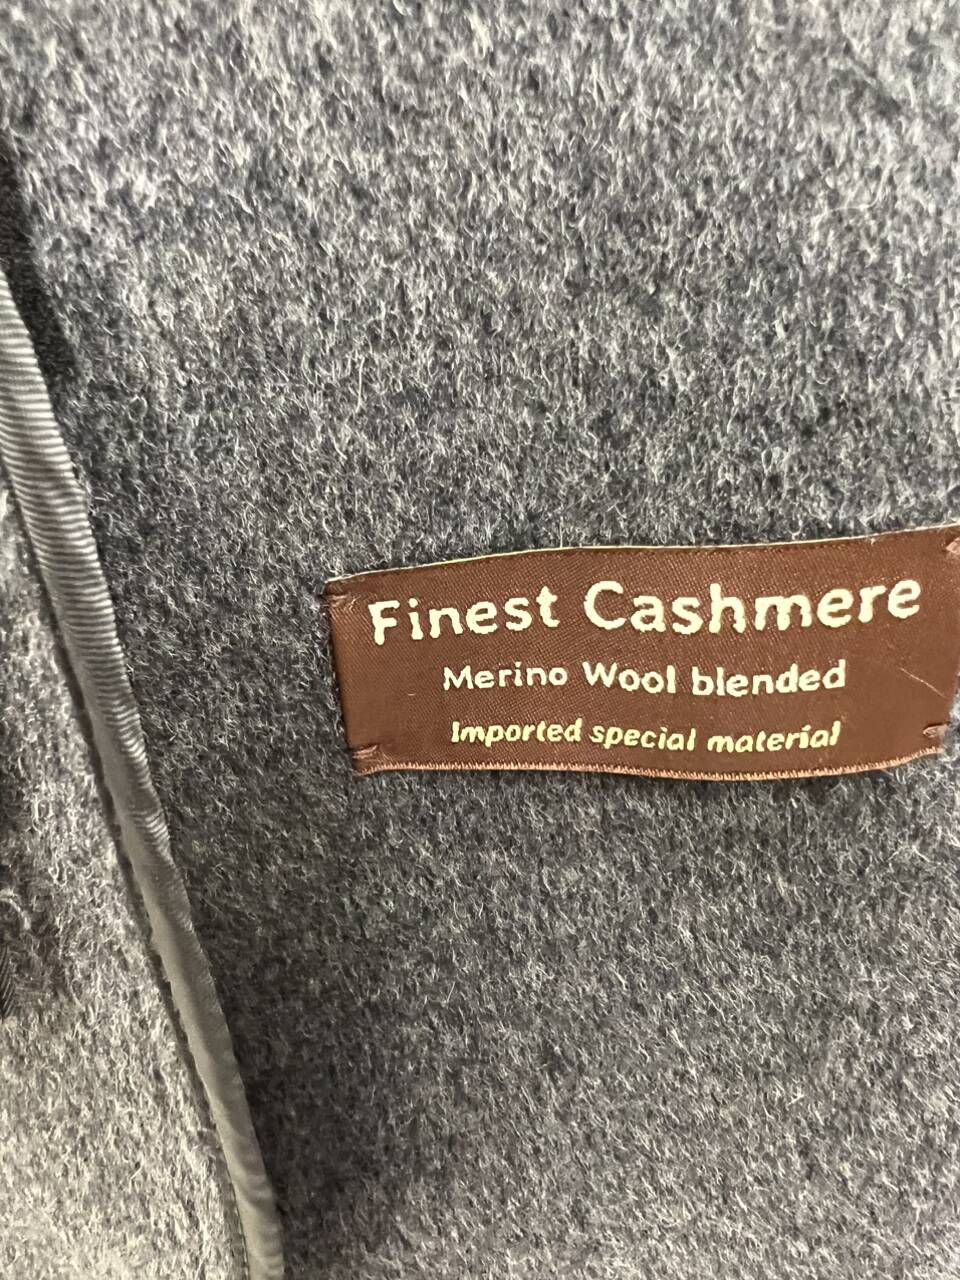 Finest Cashmere
Merino Wool blended
Imported special material